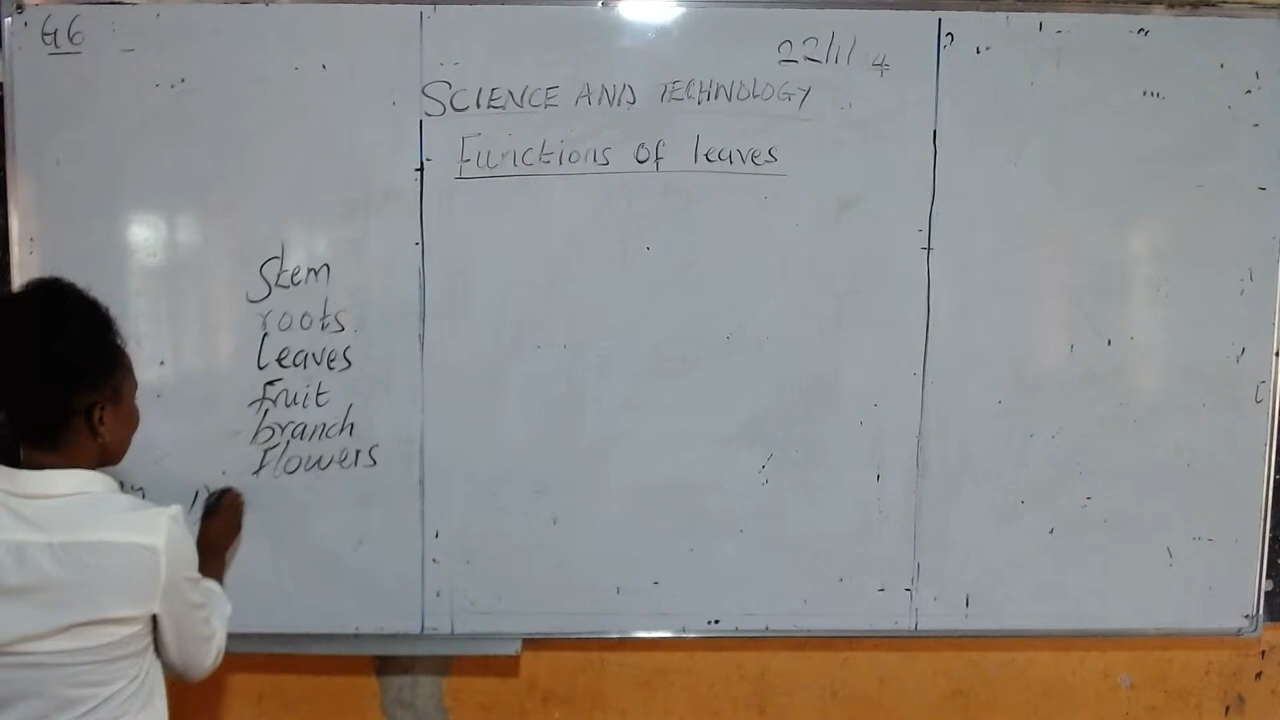 G6
22/11 4
SCIENCE AND TECHNOLOGY
Functions of leaves
Stem
roots.
leaves
Fruit
branch
Flowers